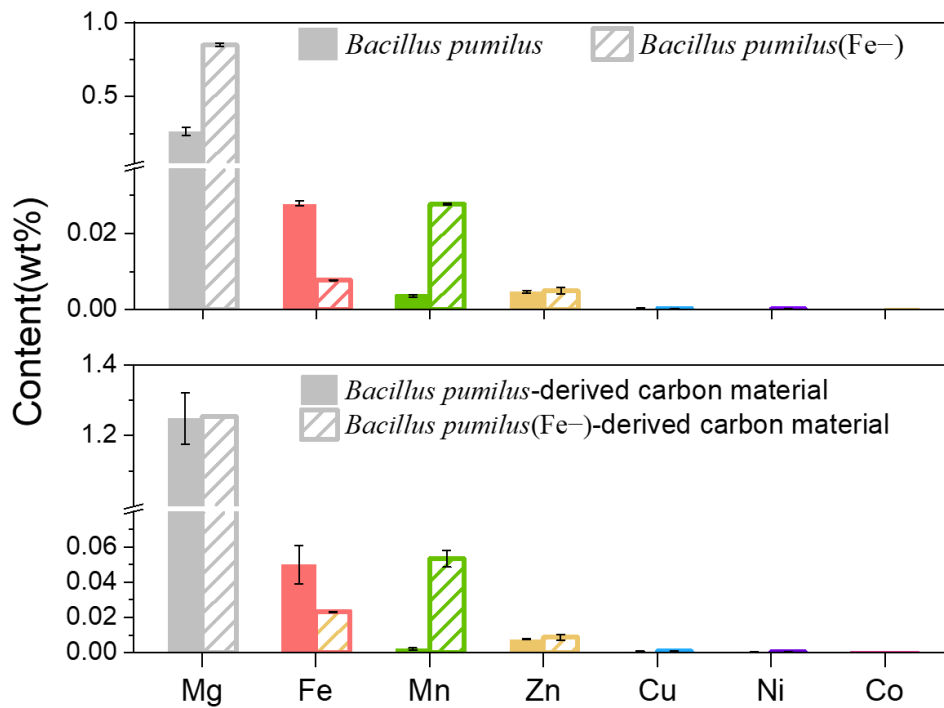 Content(wt%)
1.0
Bacillus pumilus Bacillus pumilus(Fe−)
0.5
0.02
0.00
1.4
Bacillus pumilus-derived carbon material
Bacillus pumilus(Fe−)-derived carbon material
1.2
0.06
0.04
0.02
0.00
Mg Fe Mn Zn Cu Ni Co